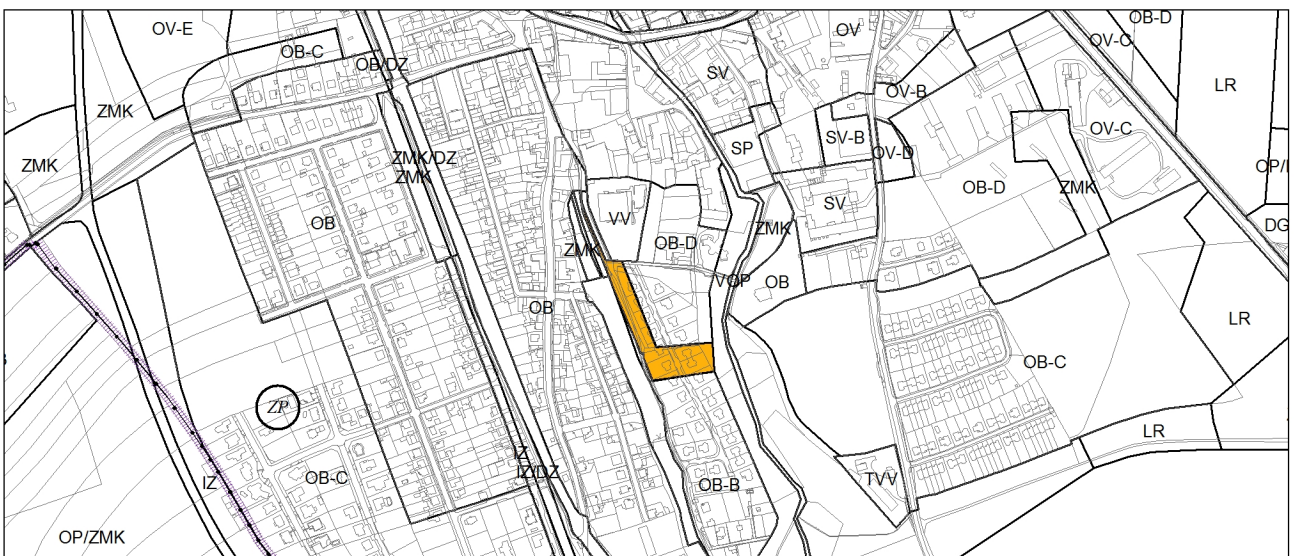 OV-E
OB-C
OB/DZ
ZMK
ZMK
SV
OV
OB-D
OV-C
LR
OV-B
SP
SV-B
OV-D
OV-C
ZMK/DZ
ZMK
OB-D
ZMK
DG
OB
VV
OB-D
ZMK
SV
ZMK
VOP
OB
OB
LR
OB-C
ZP
LR
IZ
IZ/DZ
OB-C
IZ
OB-B
TVV
OP/ZMK